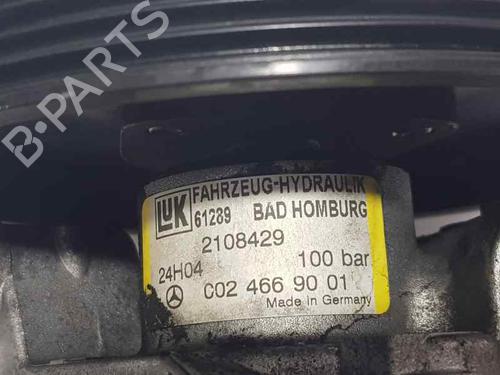 B-PARTS
LUK FAHRZEUG-HYDRAULIK
61289 BAD HOMBURG
2108429
24H04 100 bar
C02 466 90 01
Made in Germany